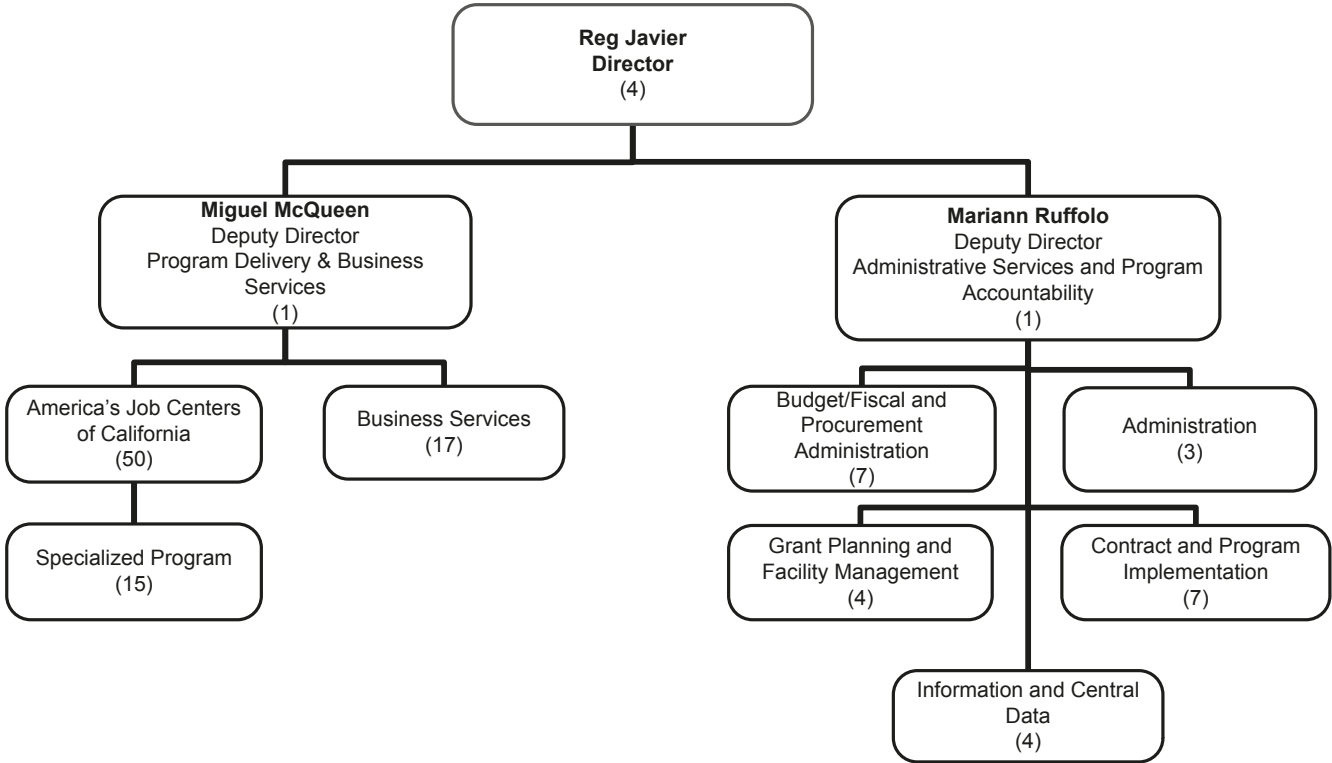 Reg Javier
Director
(4)
Miguel McQueen
Deputy Director
Program Delivery & Business
Services
(1)
Mariann Ruffolo
Deputy Director
Administrative Services and Program
Accountability
(1)
America's Job Centers
of California
(50)
Business Services
(17)
Budget/Fiscal and
Procurement
Administration
(7)
Administration
(3)
Specialized Program
(15)
Grant Planning and
Facility Management
(4)
Contract and Program
Implementation
(7)
Information and Central
Data
(4)